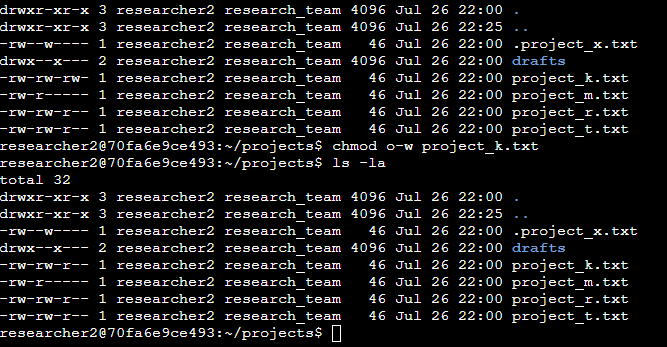 drwxr-xr-x 3 researcher2 research_team 4096 Jul 26 22:00 .
drwxr-xr-x 3 researcher2 research_team 4096 Jul 26 22:25 ..
-rw--w---- 1 researcher2 research_team   46 Jul 26 22:00 .project_x.txt
drwx--x--- 2 researcher2 research_team 4096 Jul 26 22:00 drafts
-rw-rw-rw- 1 researcher2 research_team   46 Jul 26 22:00 project_k.txt
-rw-r----- 1 researcher2 research_team   46 Jul 26 22:00 project_m.txt
-rw-rw-r-- 1 researcher2 research_team   46 Jul 26 22:00 project_r.txt
-rw-rw-r-- 1 researcher2 research_team   46 Jul 26 22:00 project_t.txt
researcher2@70fa6e9ce493:~/projects$ chmod o-w project_k.txt
researcher2@70fa6e9ce493:~/projects$ ls -la
total 32
drwxr-xr-x 3 researcher2 research_team 4096 Jul 26 22:00 .
drwxr-xr-x 3 researcher2 research_team 4096 Jul 26 22:25 ..
-rw--w---- 1 researcher2 research_team   46 Jul 26 22:00 .project_x.txt
drwx--x--- 2 researcher2 research_team 4096 Jul 26 22:00 drafts
-rw-rw-r-- 1 researcher2 research_team   46 Jul 26 22:00 project_k.txt
-rw-r----- 1 researcher2 research_team   46 Jul 26 22:00 project_m.txt
-rw-rw-r-- 1 researcher2 research_team   46 Jul 26 22:00 project_r.txt
-rw-rw-r-- 1 researcher2 research_team   46 Jul 26 22:00 project_t.txt
researcher2@70fa6e9ce493:~/projects$